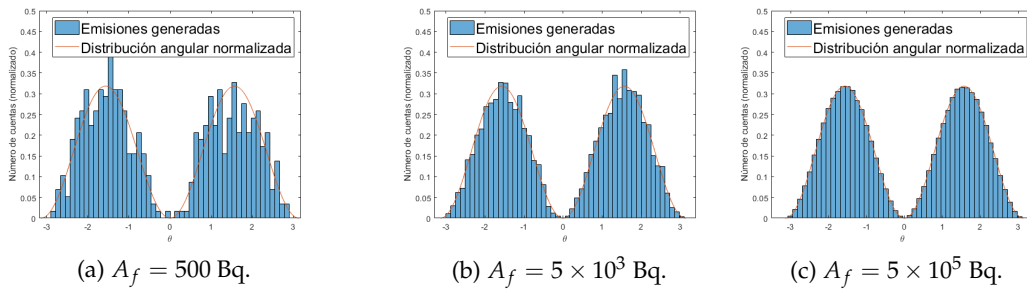 0.5
0.45
0.4
0.35
0.3
0.25
0.2
0.15
0.1
0.05
0
Número de cuentas (normalizado)
Emisiones generadas
Distribución angular normalizada
-3 -2 -1 0 1 2 3
θ
(a) A_f = 500 Bq.
0.5
0.45
0.4
0.35
0.3
0.25
0.2
0.15
0.1
0.05
0
Número de cuentas (normalizado)
Emisiones generadas
Distribución angular normalizada
-3 -2 -1 0 1 2 3
θ
(b) A_f = 5 × 10³ Bq.
0.5
0.45
0.4
0.35
0.3
0.25
0.2
0.15
0.1
0.05
0
Número de cuentas (normalizado)
Emisiones generadas
Distribución angular normalizada
-3 -2 -1 0 1 2 3
θ
(c) A_f = 5 × 10⁵ Bq.